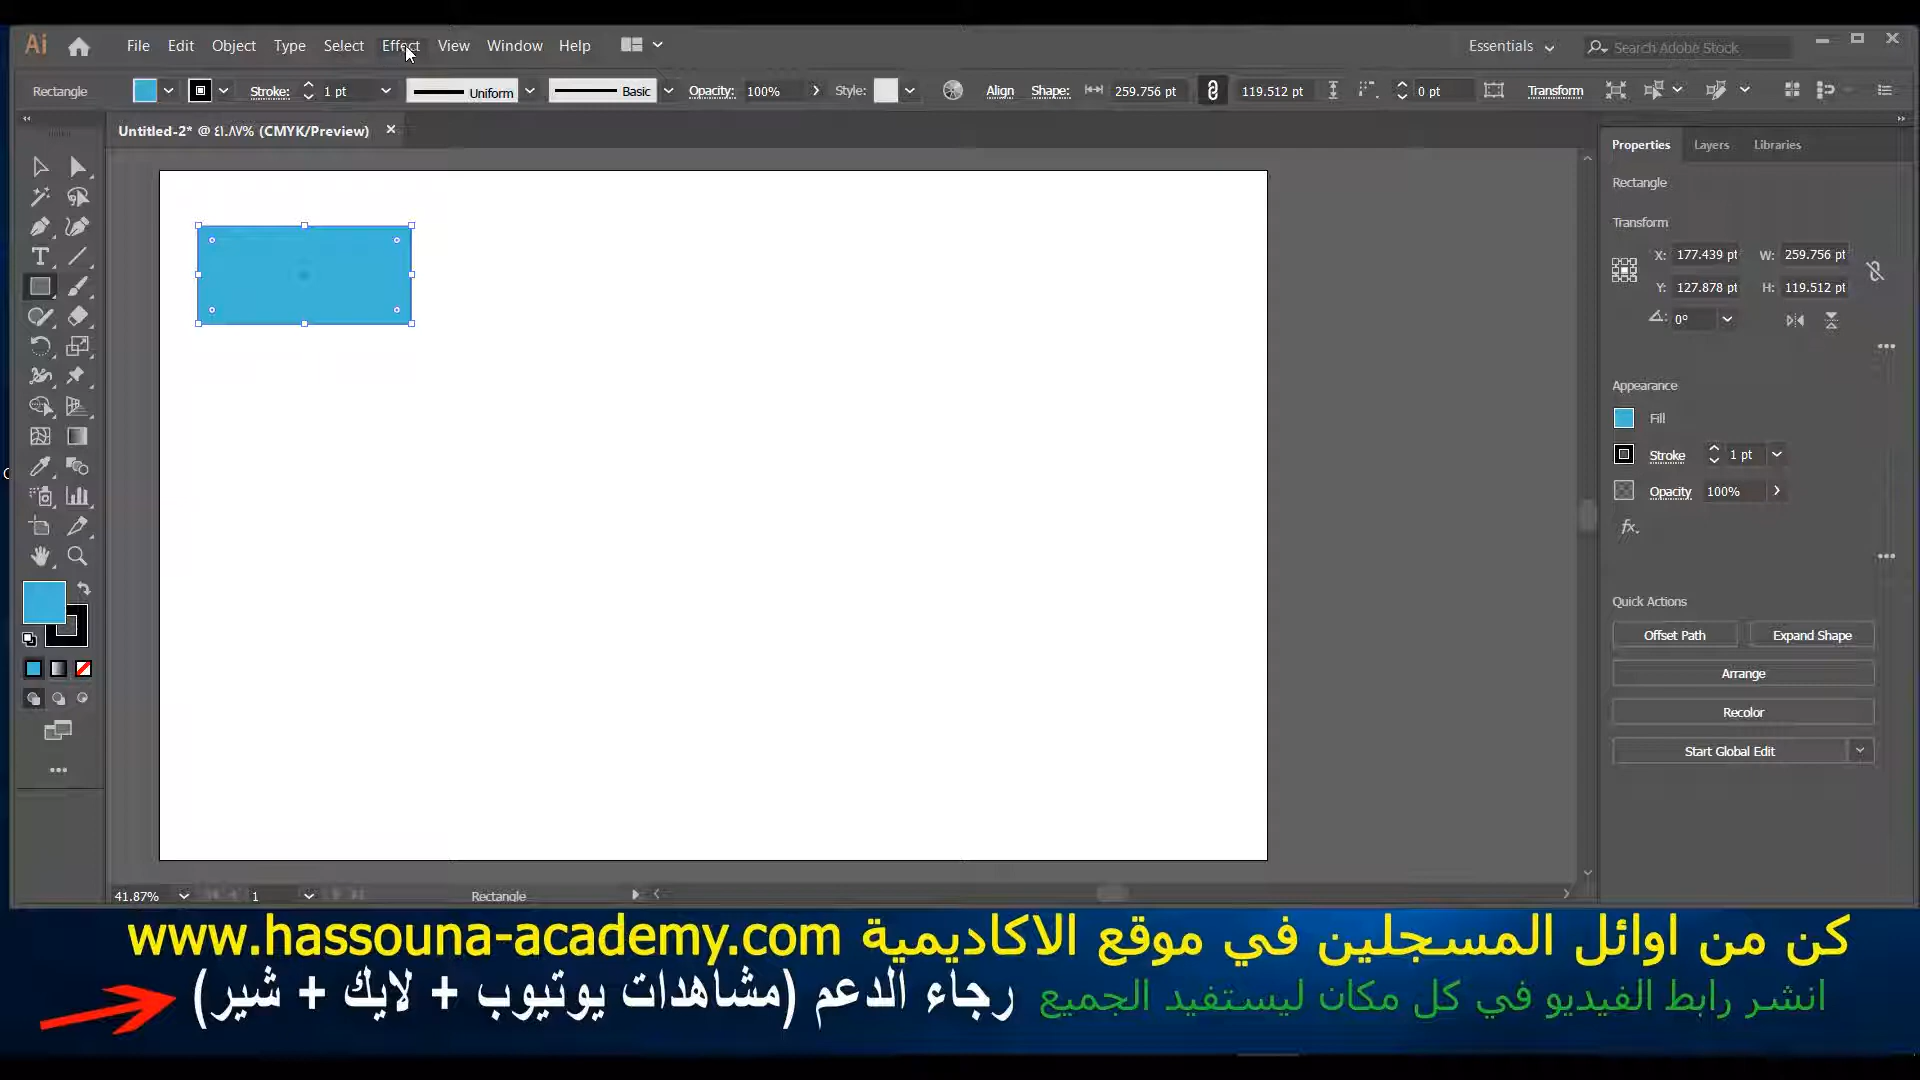 Ai File Edit Object Type Select Effect View Window Help Essentials Search Adobe Stock
Rectangle Stroke: 1 pt Uniform Basic Opacity: 100% Style: Align Shape: 259.756 pt 119.512 pt 0 pt Transform
Untitled-2* @ ٤١.٨٧% (CMYK/Preview)
Properties Layers Libraries
Rectangle
Transform
X: 177.439 pt W: 259.756 pt
Y: 127.878 pt H: 119.512 pt
0°
Appearance
Fill
Stroke 1 pt
Opacity 100%
fx
Quick Actions
Offset Path Expand Shape
Arrange
Recolor
Start Global Edit
41.87% 1 Rectangle
كن من اوائل المسجلين في موقع الاكاديمية www.hassouna-academy.com
انشر رابط الفيديو في كل مكان ليستفيد الجميع رجاء الدعم (مشاهدات يوتيوب + لايك + شير)